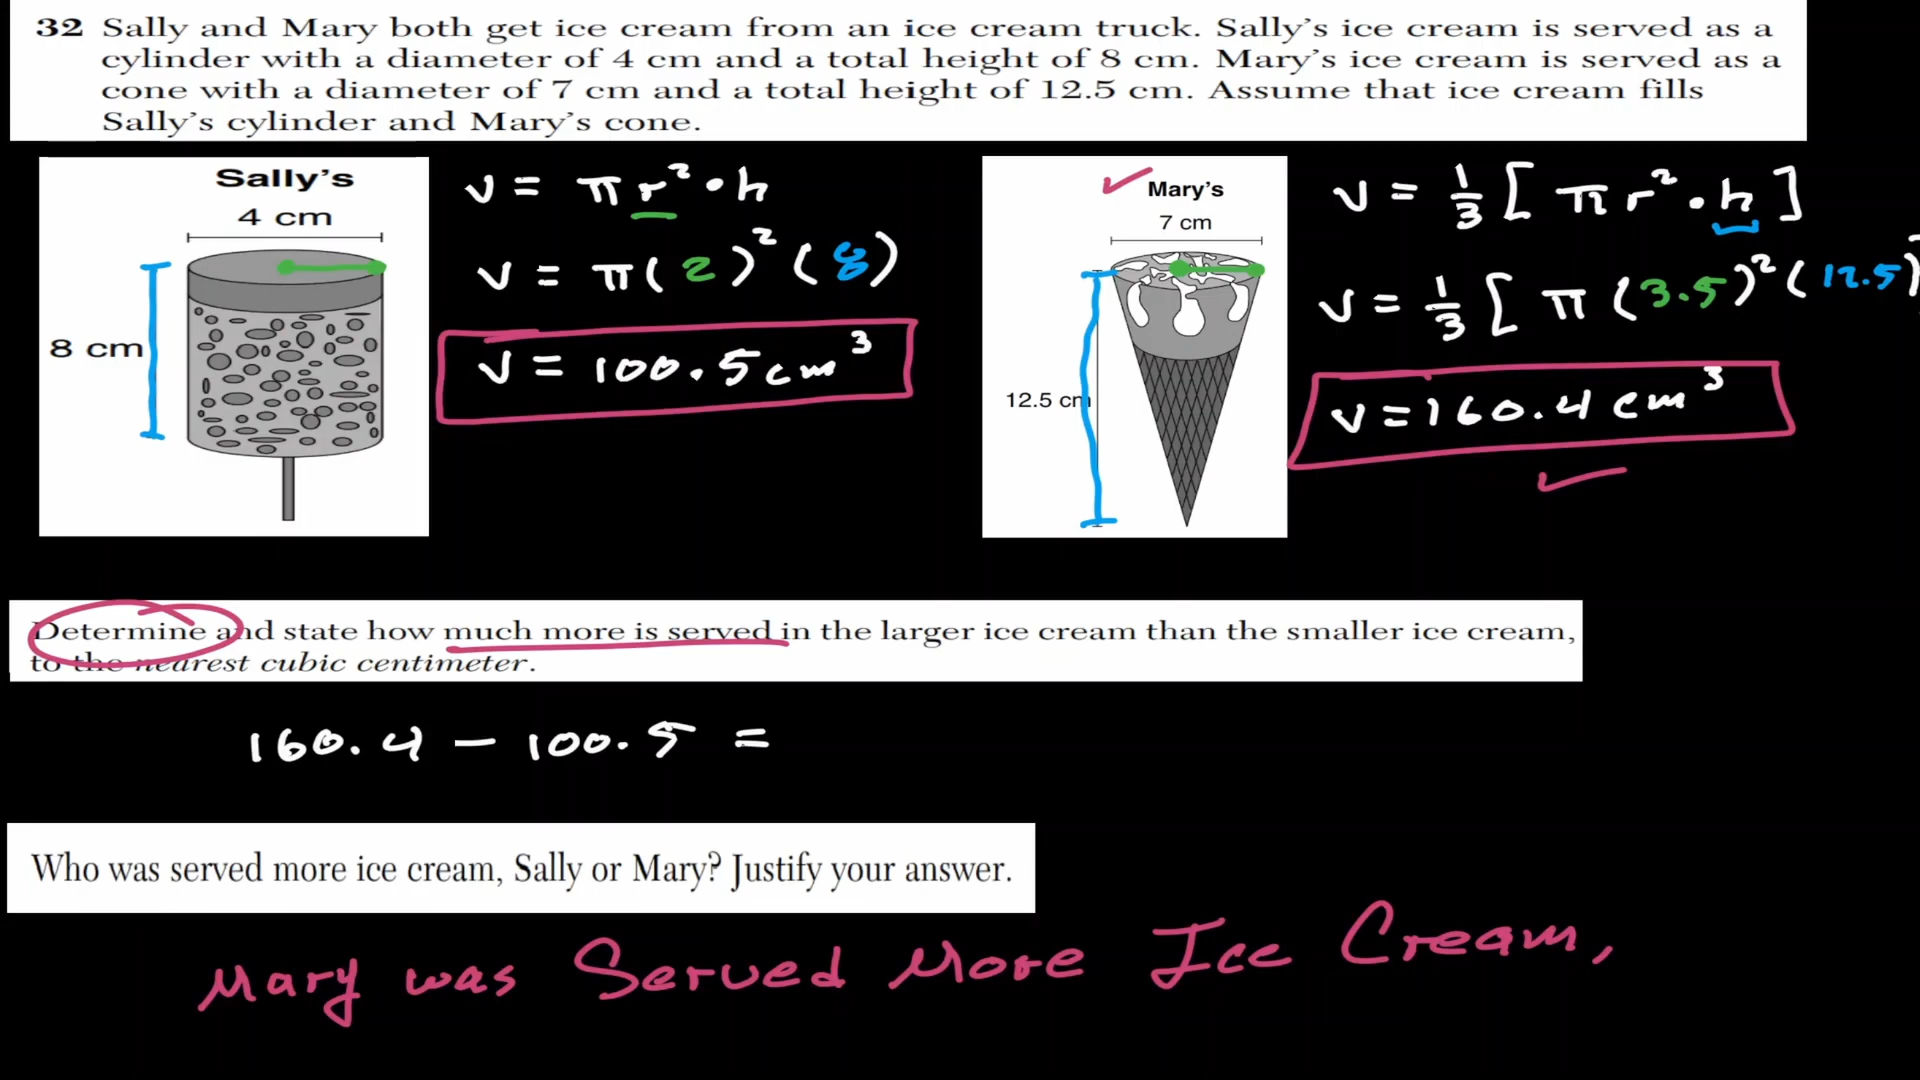 32 Sally and Mary both get ice cream from an ice cream truck. Sally's ice cream is served as a
cylinder with a diameter of 4 cm and a total height of 8 cm. Mary's ice cream is served as a
cone with a diameter of 7 cm and a total height of 12.5 cm. Assume that ice cream fills
Sally's cylinder and Mary's cone.
Sally's
4 cm
8 cm
V = πr² • h
V = π(2)²(8)
V = 100.5 cm³
Mary's
7 cm
12.5 cm
V = 1/3 [πr² • h]
V = 1/3 [π(3.5)²(12.5)
V = 160.4 cm³
Determine and state how much more is served in the larger ice cream than the smaller ice cream,
to the nearest cubic centimeter.
160.4 − 100.5 =
Who was served more ice cream, Sally or Mary? Justify your answer.
Mary was Served More Ice Cream,